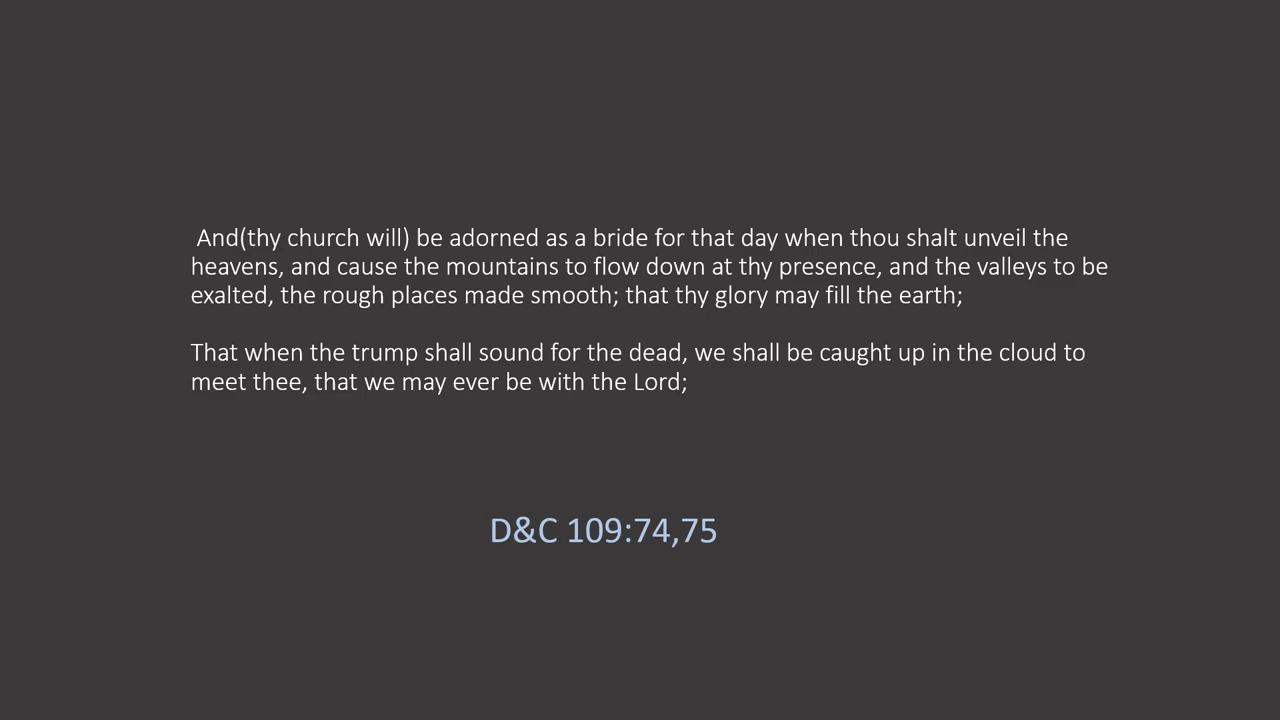 And(thy church will) be adorned as a bride for that day when thou shalt unveil the
heavens, and cause the mountains to flow down at thy presence, and the valleys to be
exalted, the rough places made smooth; that thy glory may fill the earth;
That when the trump shall sound for the dead, we shall be caught up in the cloud to
meet thee, that we may ever be with the Lord;
D&C 109:74,75